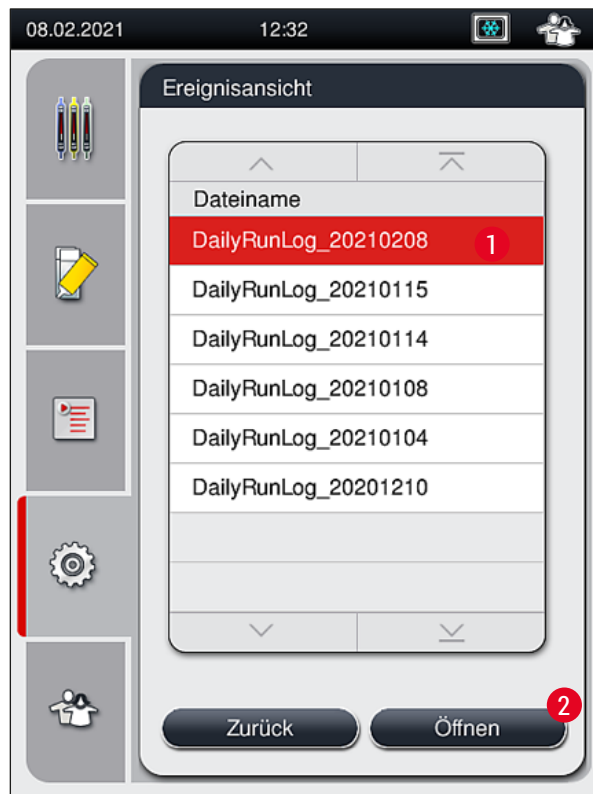 08.02.2021 12:32
Ereignisansicht
Dateiname
DailyRunLog_20210208 1
DailyRunLog_20210115
DailyRunLog_20210114
DailyRunLog_20210108
DailyRunLog_20210104
DailyRunLog_20201210
2
Zurück Öffnen